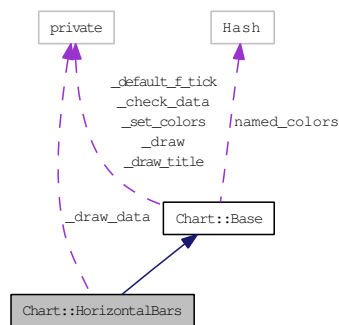 private
Hash
_default_f_tick
_check_data
_set_colors
_draw
_draw_title
named_colors
_draw_data
Chart::Base
Chart::HorizontalBars